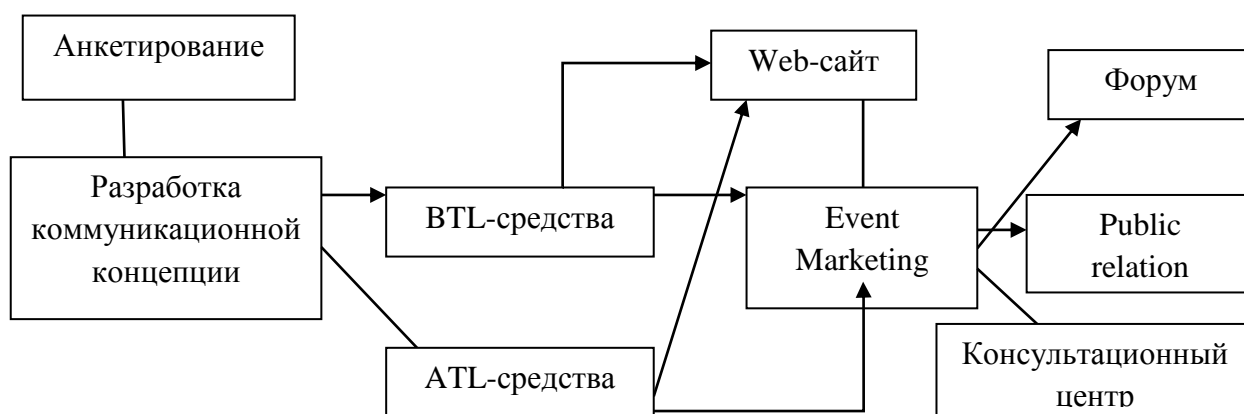 Анкетирование
Web-сайт
Форум
Разработка
коммуникационной
концепции
BTL-средства
Event
Marketing
Public
relation
ATL-средства
Консультационный
центр